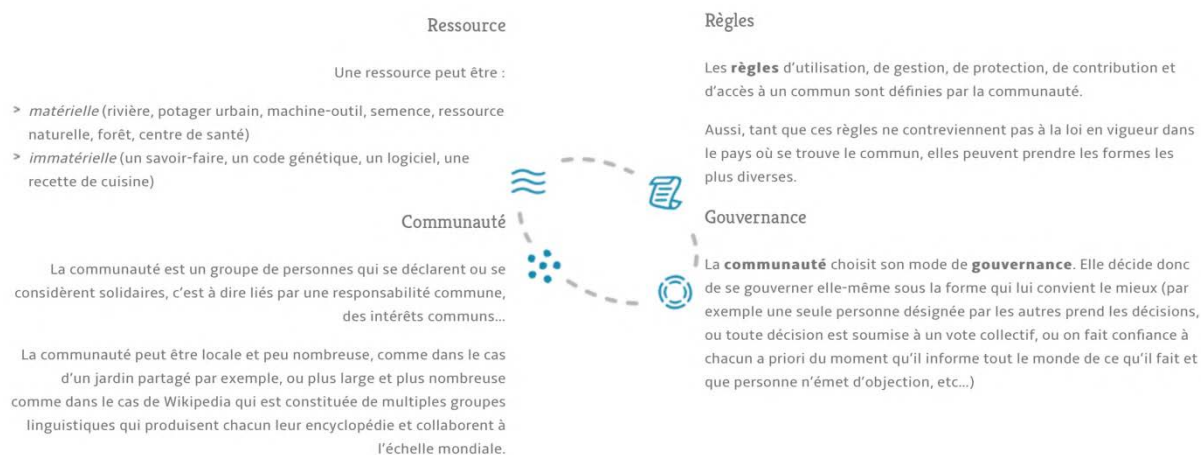 Ressource
Une ressource peut être :
> matérielle (rivière, potager urbain, machine-outil, semence, ressource
naturelle, forêt, centre de santé)
> immatérielle (un savoir-faire, un code génétique, un logiciel, une
recette de cuisine)
Communauté
La communauté est un groupe de personnes qui se déclarent ou se
considèrent solidaires, c'est à dire liés par une responsabilité commune,
des intérêts communs...
La communauté peut être locale et peu nombreuse, comme dans le cas
d'un jardin partagé par exemple, ou plus large et plus nombreuse
comme dans le cas de Wikipedia qui est constituée de multiples groupes
linguistiques qui produisent chacun leur encyclopédie et collaborent à
l'échelle mondiale.
Règles
Les règles d'utilisation, de gestion, de protection, de contribution et
d'accès à un commun sont définies par la communauté.
Aussi, tant que ces règles ne contreviennent pas à la loi en vigueur dans
le pays où se trouve le commun, elles peuvent prendre les formes les
plus diverses.
Gouvernance
La communauté choisit son mode de gouvernance. Elle décide donc
de se gouverner elle-même sous la forme qui lui convient le mieux (par
exemple une seule personne désignée par les autres prend les décisions,
ou toute décision est soumise à un vote collectif, ou on fait confiance à
chacun a priori du moment qu'il informe tout le monde de ce qu'il fait et
que personne n'émet d'objection, etc...)